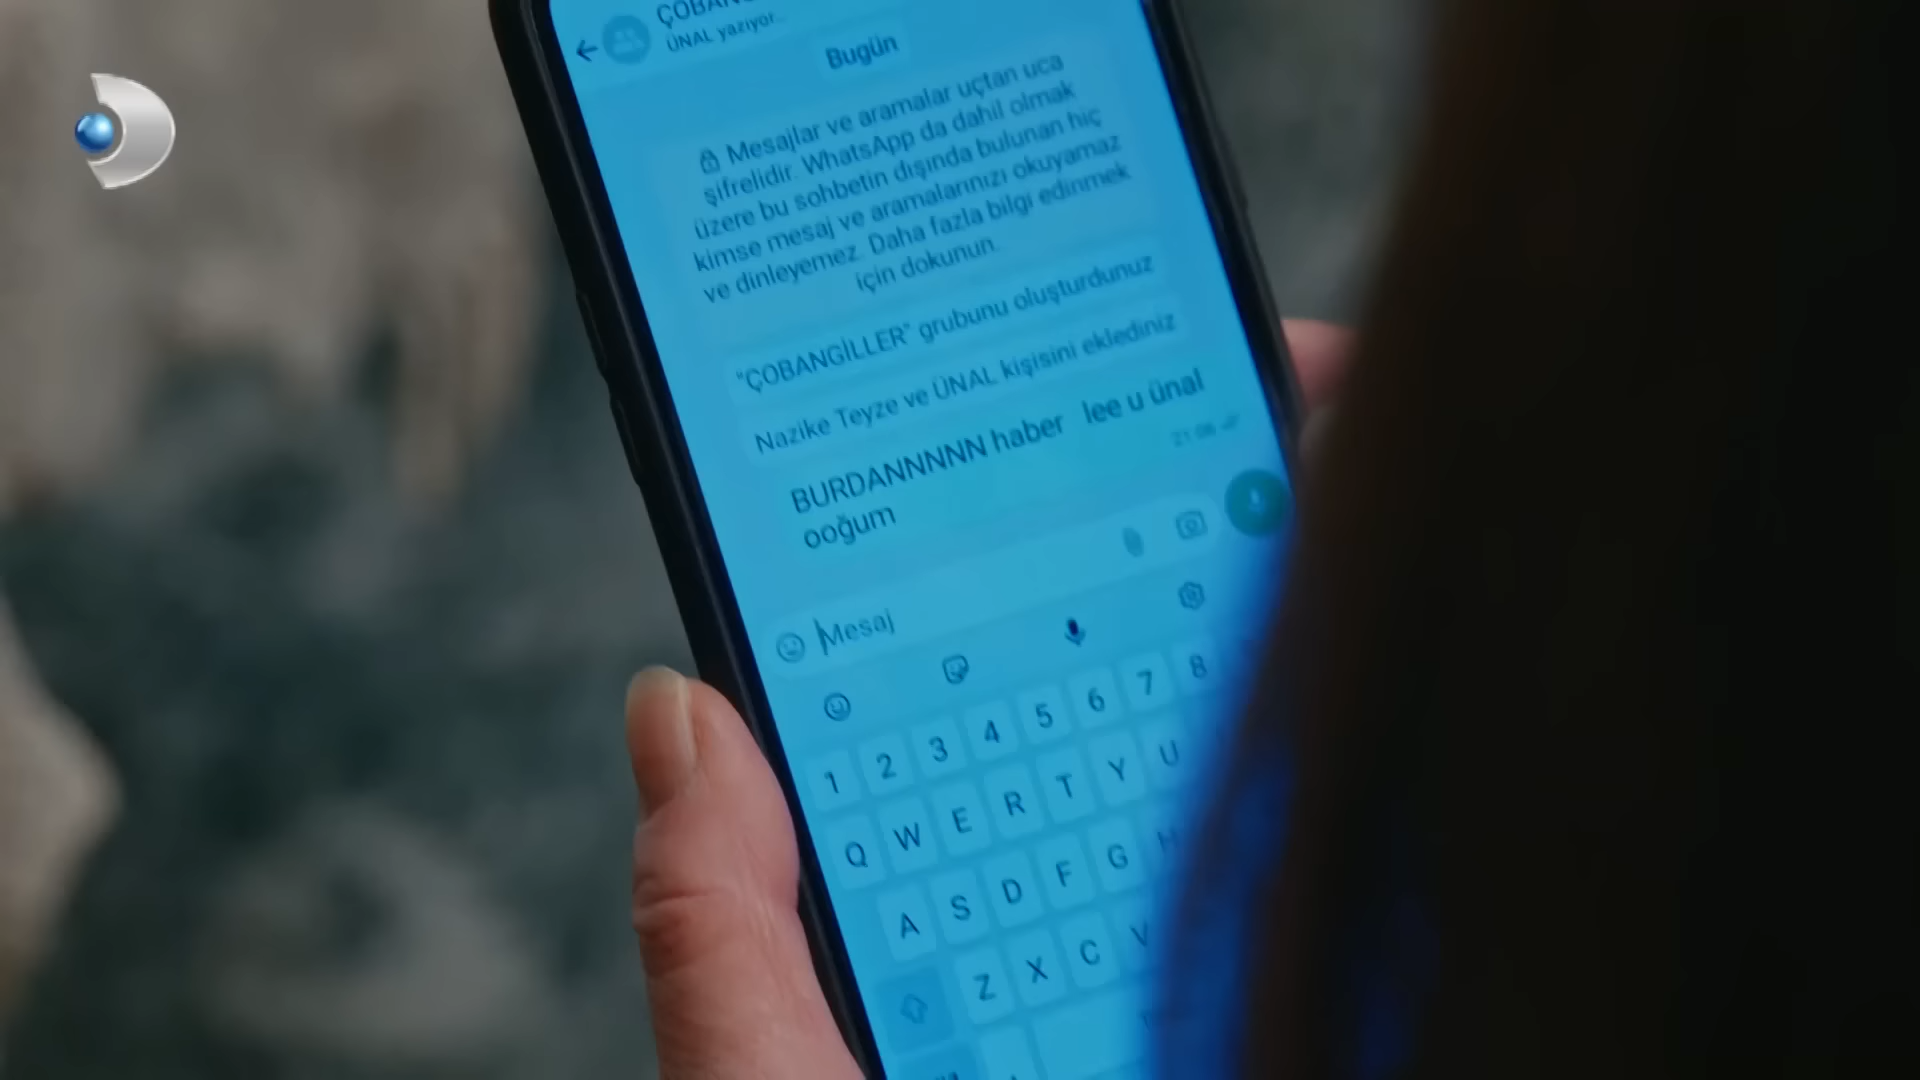 ÜNAL yazıyor...
Bugün
Mesajlar ve aramalar uçtan uca
şifrelidir. WhatsApp da dahil olmak
üzere bu sohbetin dışında bulunan hiç
kimse mesaj ve aramalarınızı okuyamaz
ve dinleyemez. Daha fazla bilgi edinmek
için dokunun.
"ÇOBANGİLLER" grubunu oluşturdunuz
Nazike Teyze ve ÜNAL kişisini eklediniz
BURDANNNNN haber lee u ünal
ooğum
21:06
Mesaj
1 2 3 4 5 6 7 8
Q W E R T Y U
A S D F G H
Z X C V